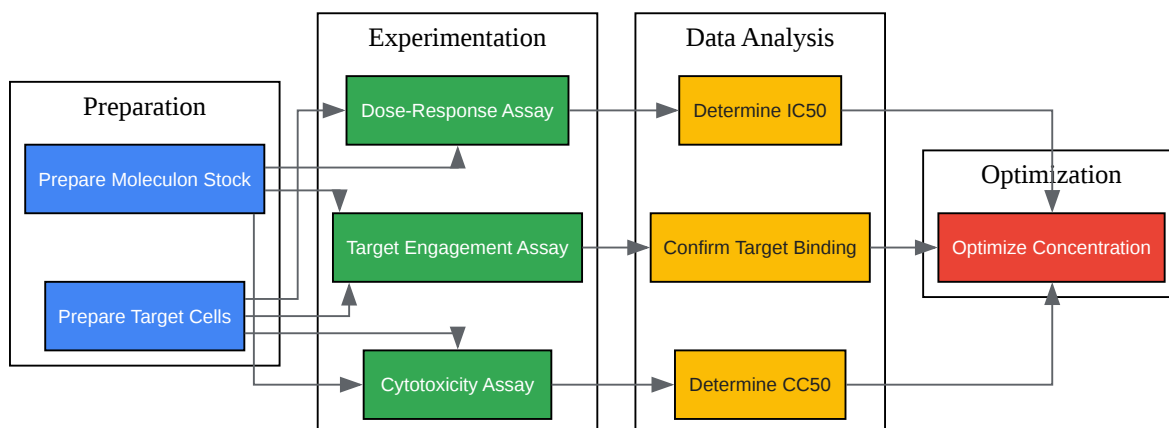 Preparation
Prepare Moleculon Stock
Prepare Target Cells
Experimentation
Dose-Response Assay
Target Engagement Assay
Cytotoxicity Assay
Data Analysis
Determine IC50
Confirm Target Binding
Determine CC50
Optimization
Optimize Concentration